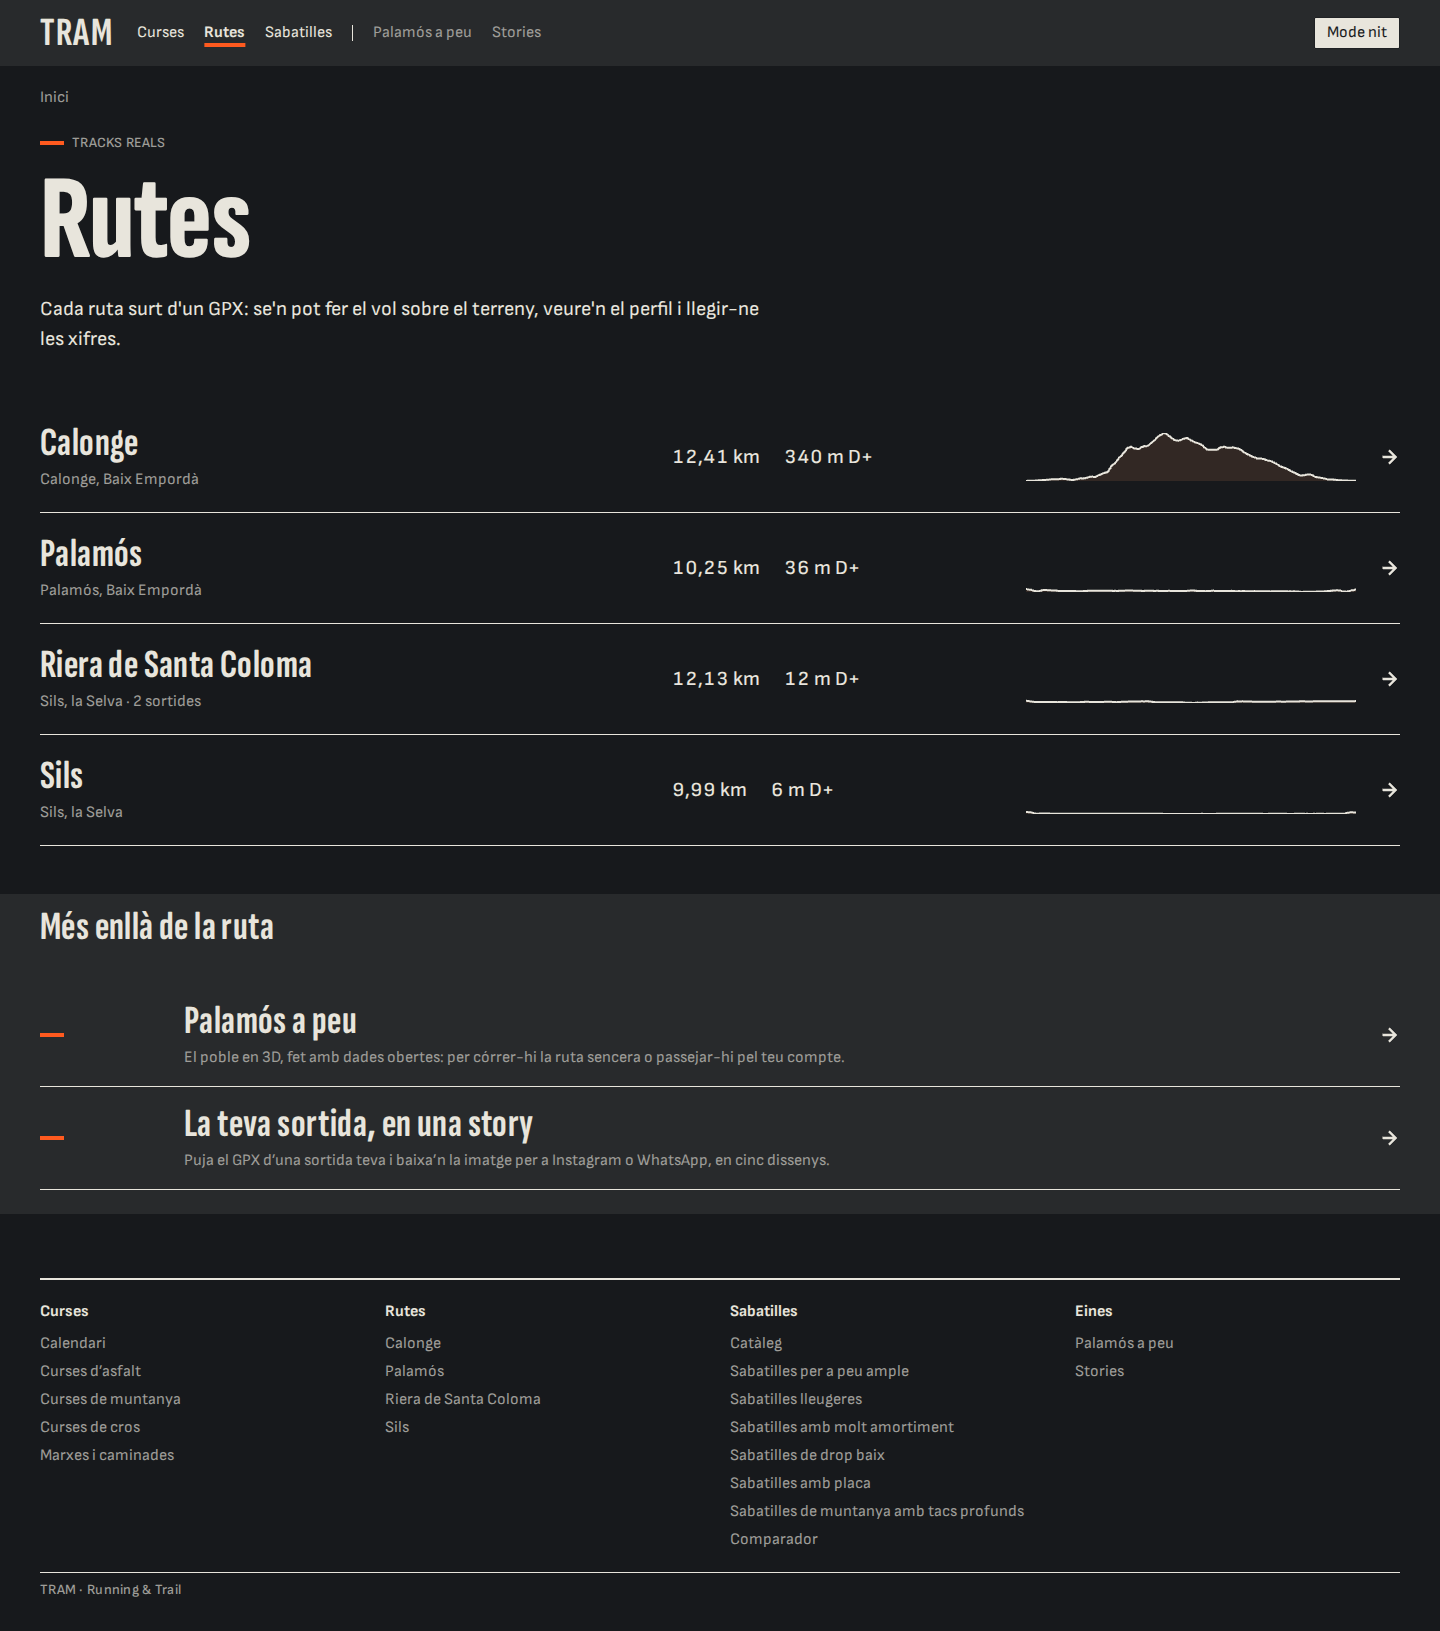 TRAM Curses Rutes Sabatilles Palamós a peu Stories Mode nit
Inici
TRACKS REALS
Rutes
Cada ruta surt d'un GPX: se'n pot fer el vol sobre el terreny, veure'n el perfil i llegir-ne
les xifres.
Calonge
Calonge, Baix Empordà
12,41 km 340 m D+
Palamós
Palamós, Baix Empordà
10,25 km 36 m D+
Riera de Santa Coloma
Sils, la Selva · 2 sortides
12,13 km 12 m D+
Sils
Sils, la Selva
9,99 km 6 m D+
Més enllà de la ruta
Palamós a peu
El poble en 3D, fet amb dades obertes: per córrer-hi la ruta sencera o passejar-hi pel teu compte.
La teva sortida, en una story
Puja el GPX d’una sortida teva i baixa’n la imatge per a Instagram o WhatsApp, en cinc dissenys.
Curses
Calendari
Curses d’asfalt
Curses de muntanya
Curses de cros
Marxes i caminades
Rutes
Calonge
Palamós
Riera de Santa Coloma
Sils
Sabatilles
Catàleg
Sabatilles per a peu ample
Sabatilles lleugeres
Sabatilles amb molt amortiment
Sabatilles de drop baix
Sabatilles amb placa
Sabatilles de muntanya amb tacs profunds
Comparador
Eines
Palamós a peu
Stories
TRAM · Running & Trail